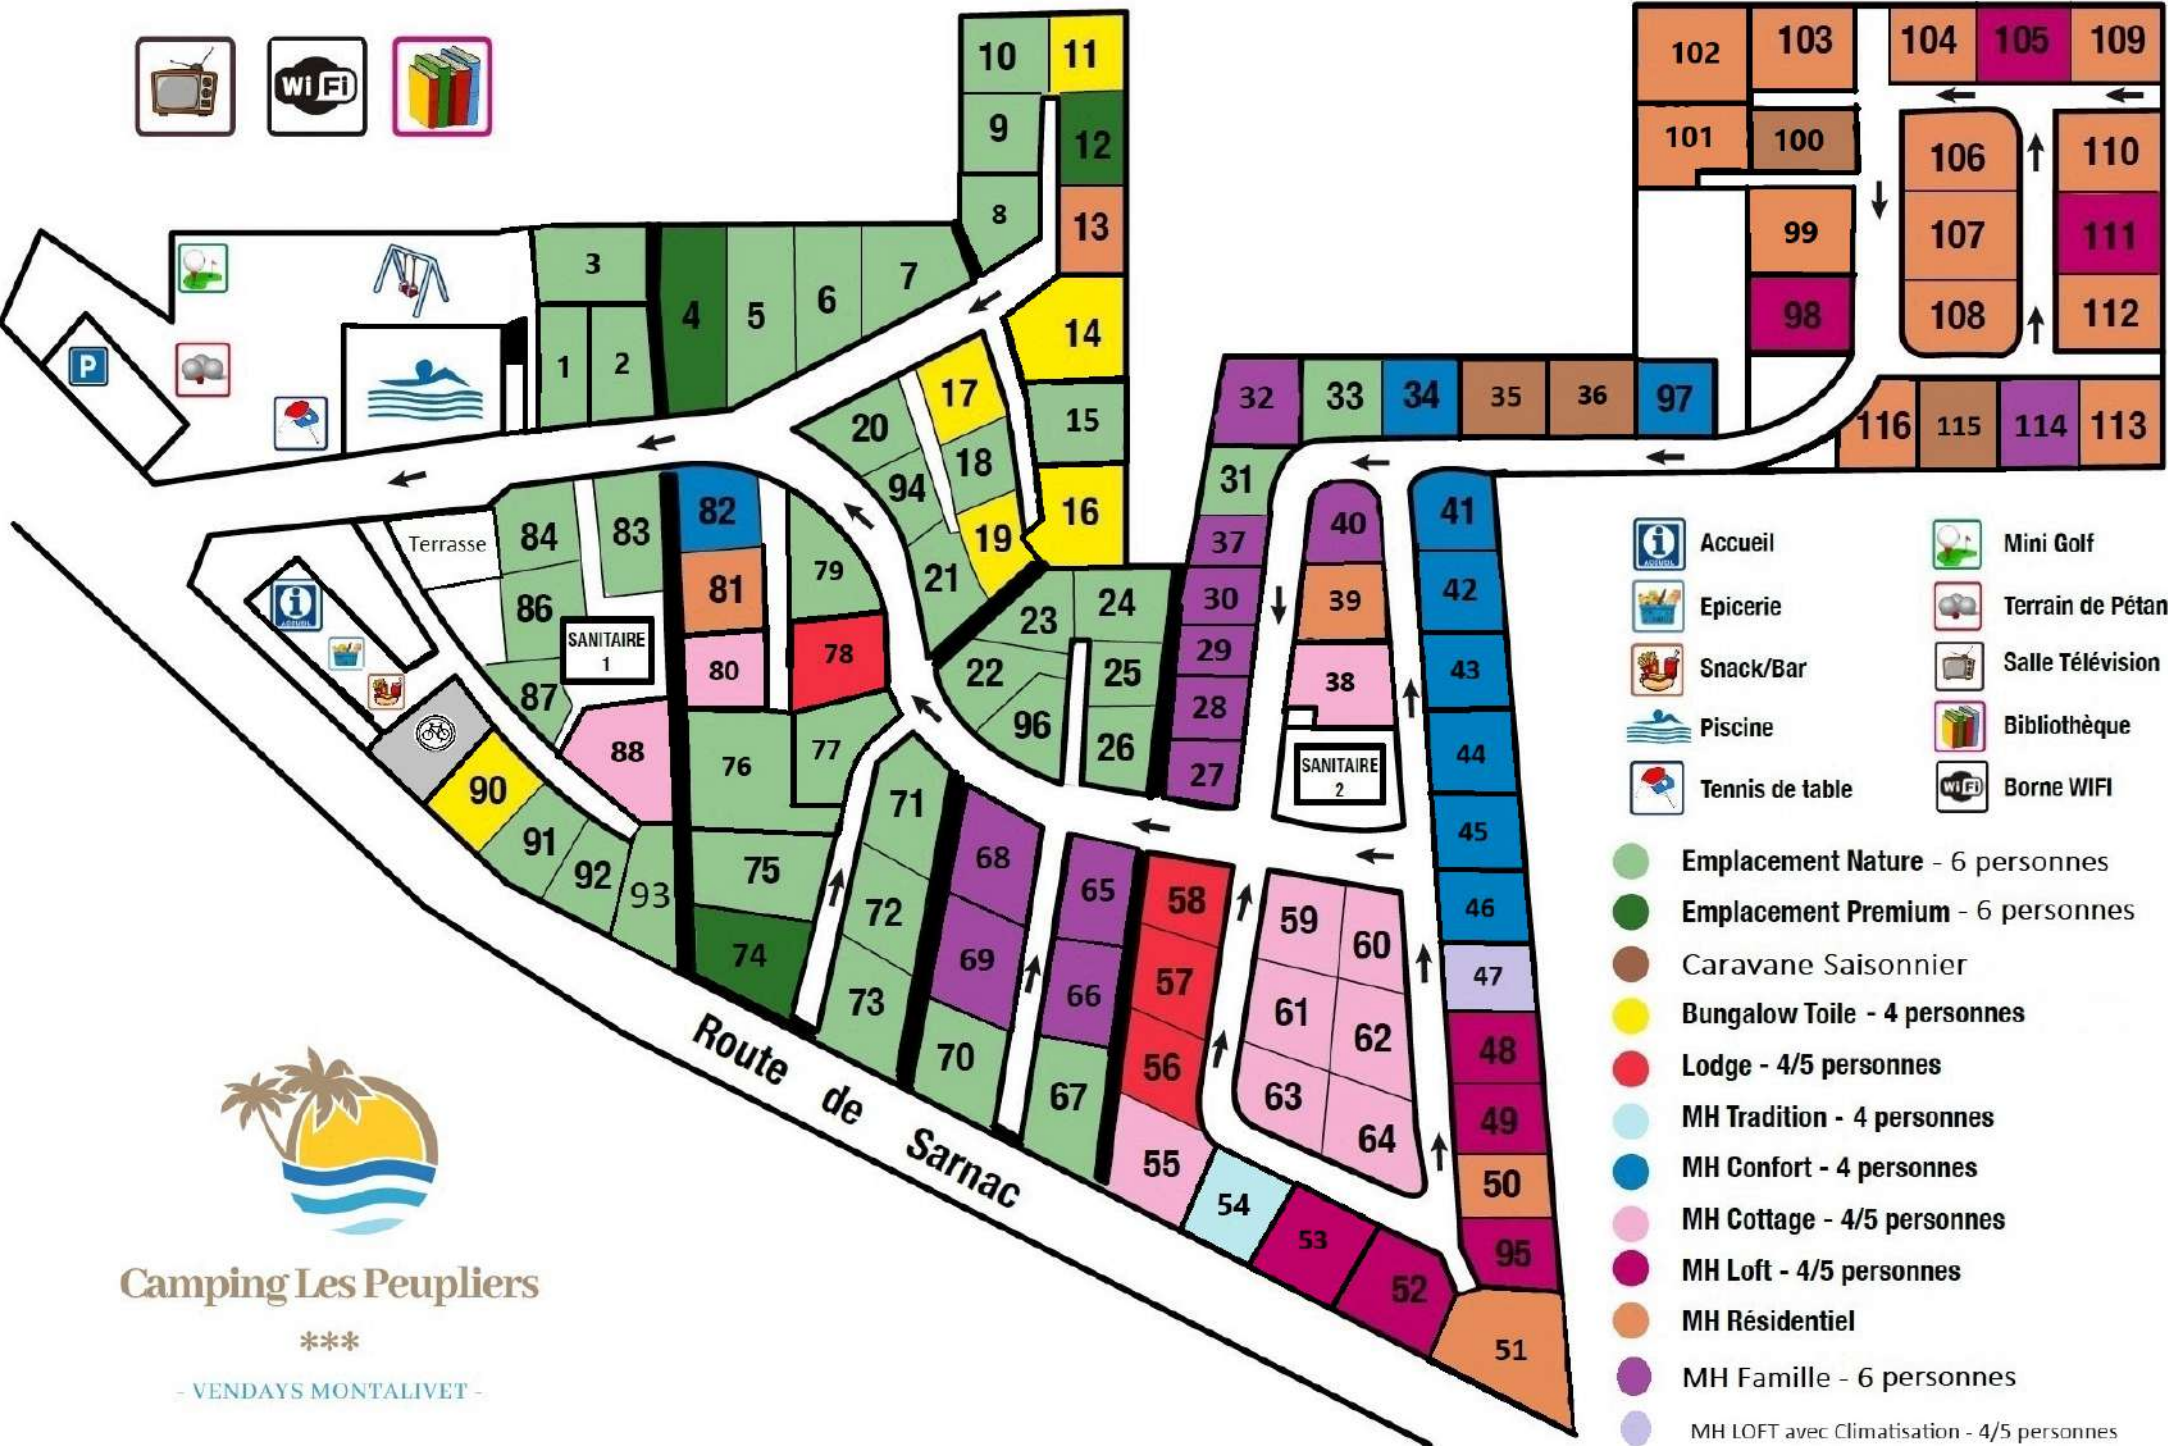 WiFi
10 11
9 12
8 13
102 103 104 105 109
101 100 106 110
99 107 111
98 108 112
3
4 5 6 7
1 2
P
14
17
20
18
15
94
19
16
21
32 33 34 35 36 97
116 115 114 113
31
37
30
29
28
27
40
39
38
SANITAIRE
2
41
42
43
44
45
46
47
48
49
50
95
51
Terrasse
84 83 82
86
81
79
SANITAIRE
1
80
78
87
88
76
77
23 24
22
25
96
26
ACCUEIL
90
91
92
93
75
74
71
72
73
68
69
70
65
66
67
58
57
56
55
54
53
52
59 60
61 62
63 64
Route de Sarnac
Accueil
Epicerie
Snack/Bar
Piscine
Tennis de table
Mini Golf
Terrain de Pétan
Salle Télévision
Bibliothèque
Borne WIFI
ACCUEIL
WiFi
Emplacement Nature - 6 personnes
Emplacement Premium - 6 personnes
Caravane Saisonnier
Bungalow Toile - 4 personnes
Lodge - 4/5 personnes
MH Tradition - 4 personnes
MH Confort - 4 personnes
MH Cottage - 4/5 personnes
MH Loft - 4/5 personnes
MH Résidentiel
MH Famille - 6 personnes
MH LOFT avec Climatisation - 4/5 personnes
Camping Les Peupliers
***
- VENDAYS MONTALIVET -